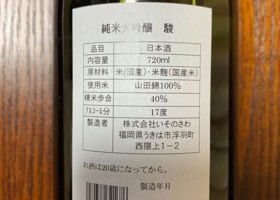 純米大吟醸 駿
品目 日本酒
内容量 720ml
原材料 米(国産)・米麹(国産米)
使用米 山田錦100%
精米歩合 40%
アルコール分 17度
製造者 株式会社いそのさわ
福岡県うきは市浮羽町
西隈上1-2
お酒は20歳になってから。
製造年月